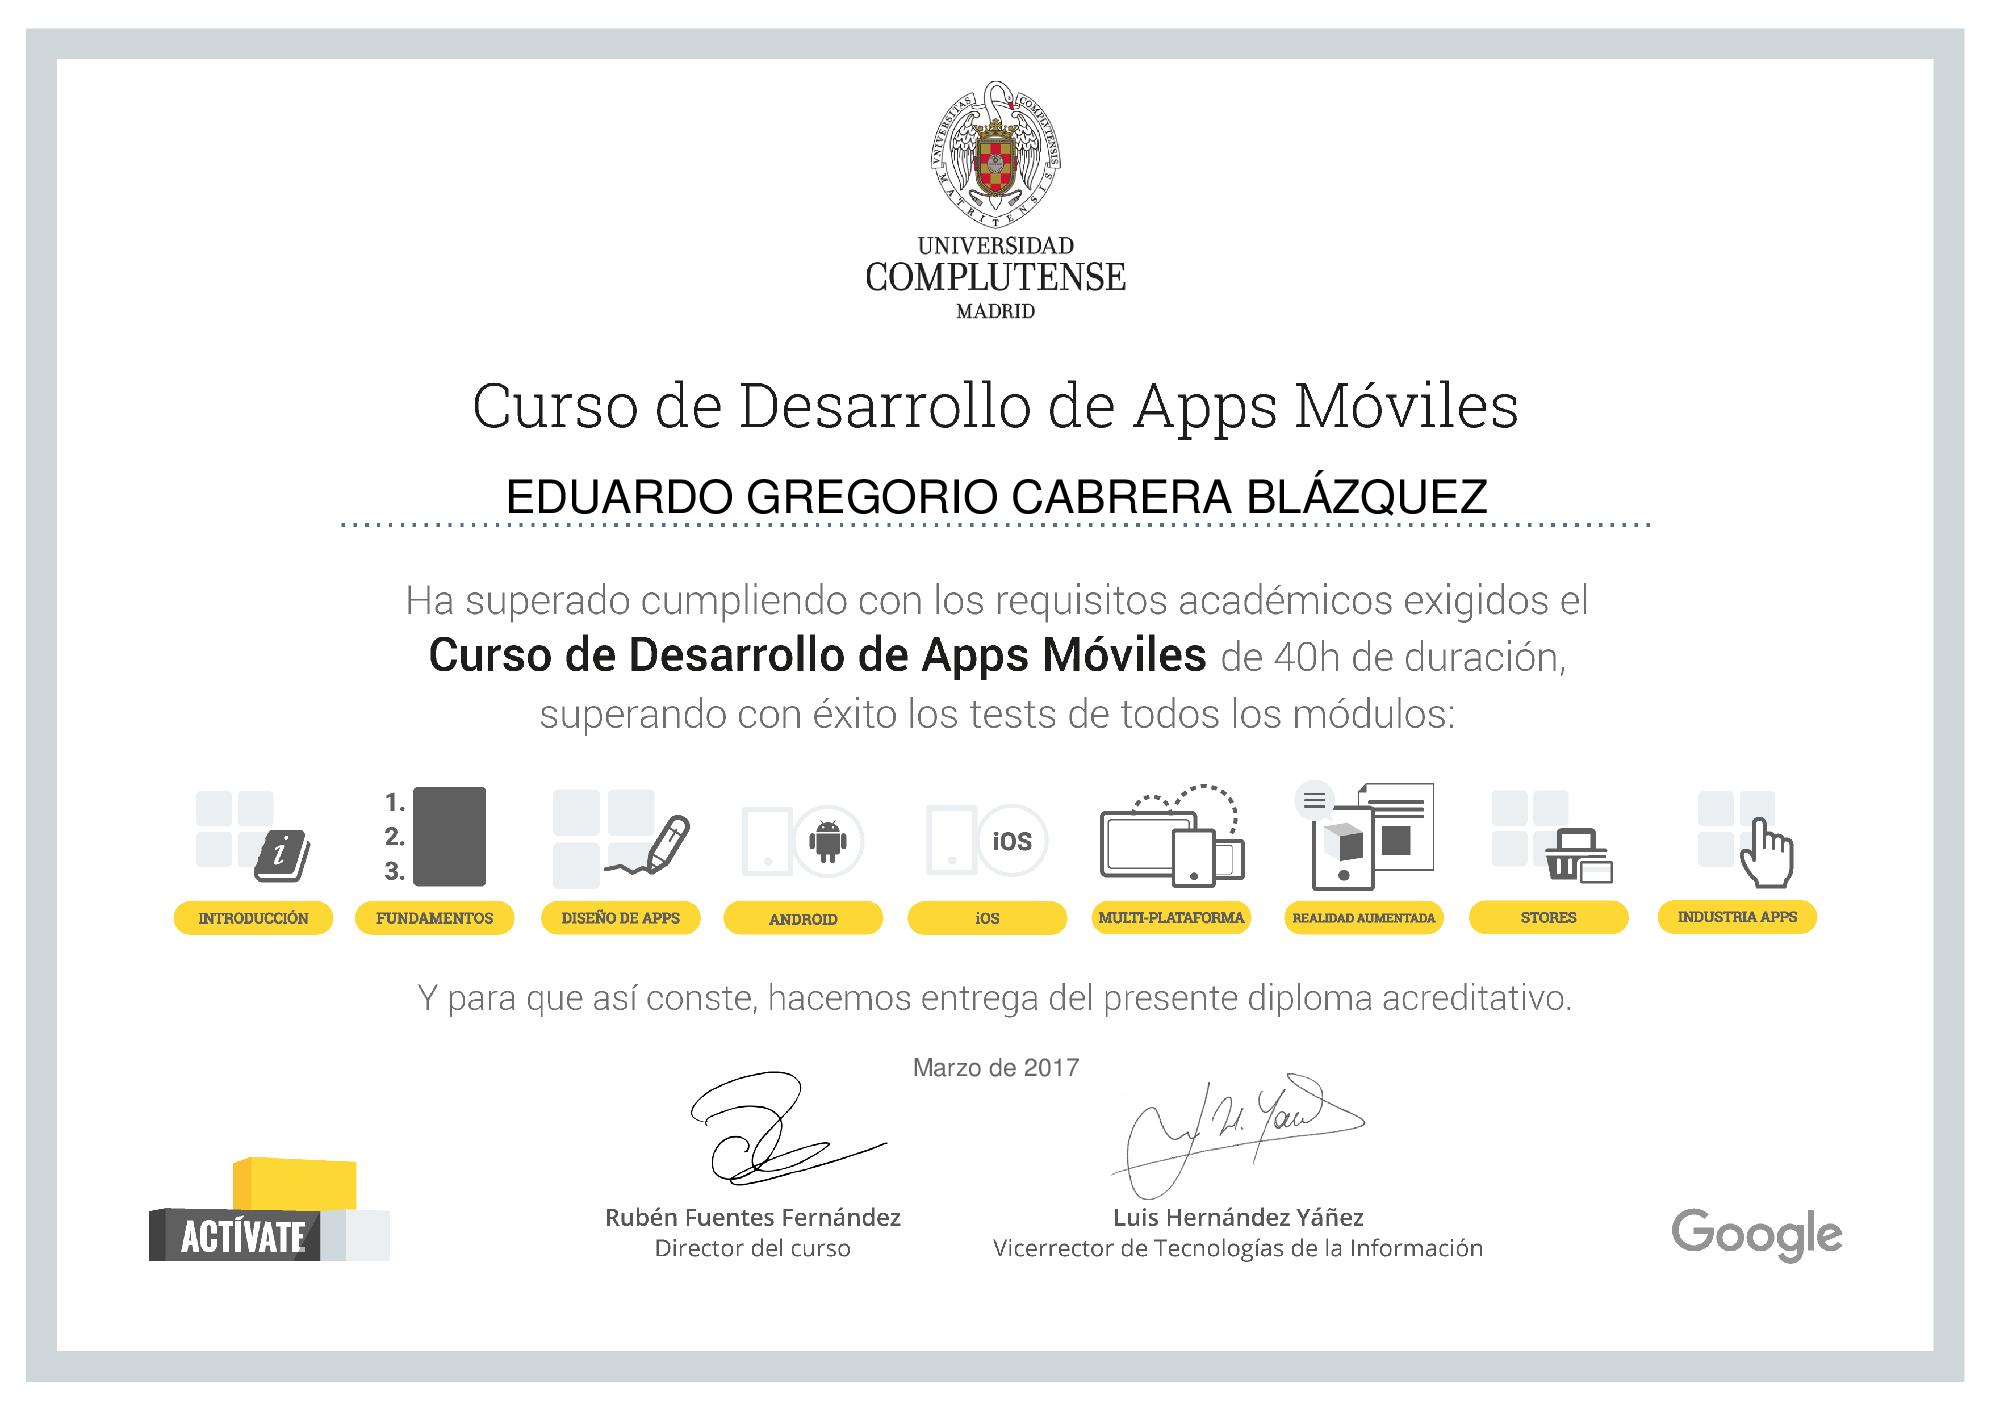 VNIVERSITAS COMPLVTENSIS MATRITENSIS
UNIVERSIDAD
COMPLUTENSE
MADRID
Curso de Desarrollo de Apps Móviles
EDUARDO GREGORIO CABRERA BLÁZQUEZ
Ha superado cumpliendo con los requisitos académicos exigidos el
Curso de Desarrollo de Apps Móviles de 40h de duración,
superando con éxito los tests de todos los módulos:
1.
2.
3.
i
iOS
INTRODUCCIÓN FUNDAMENTOS DISEÑO DE APPS ANDROID iOS MULTI-PLATAFORMA REALIDAD AUMENTADA STORES INDUSTRIA APPS
Y para que así conste, hacemos entrega del presente diploma acreditativo.
Marzo de 2017
Rubén Fuentes Fernández
Director del curso
Luis Hernández Yáñez
Vicerrector de Tecnologías de la Información
ACTÍVATE
Google